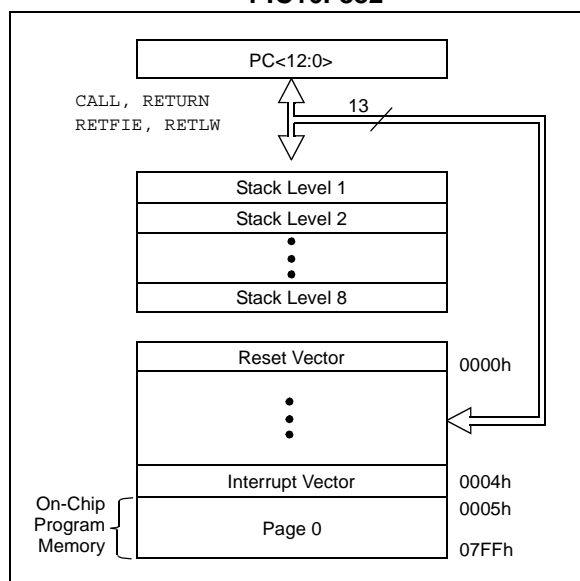 PC<12:0>
CALL, RETURN
RETFIE, RETLW
13
Stack Level 1
Stack Level 2
Stack Level 8
Reset Vector
0000h
Interrupt Vector
0004h
On-Chip
Program
Memory
Page 0
0005h
07FFh